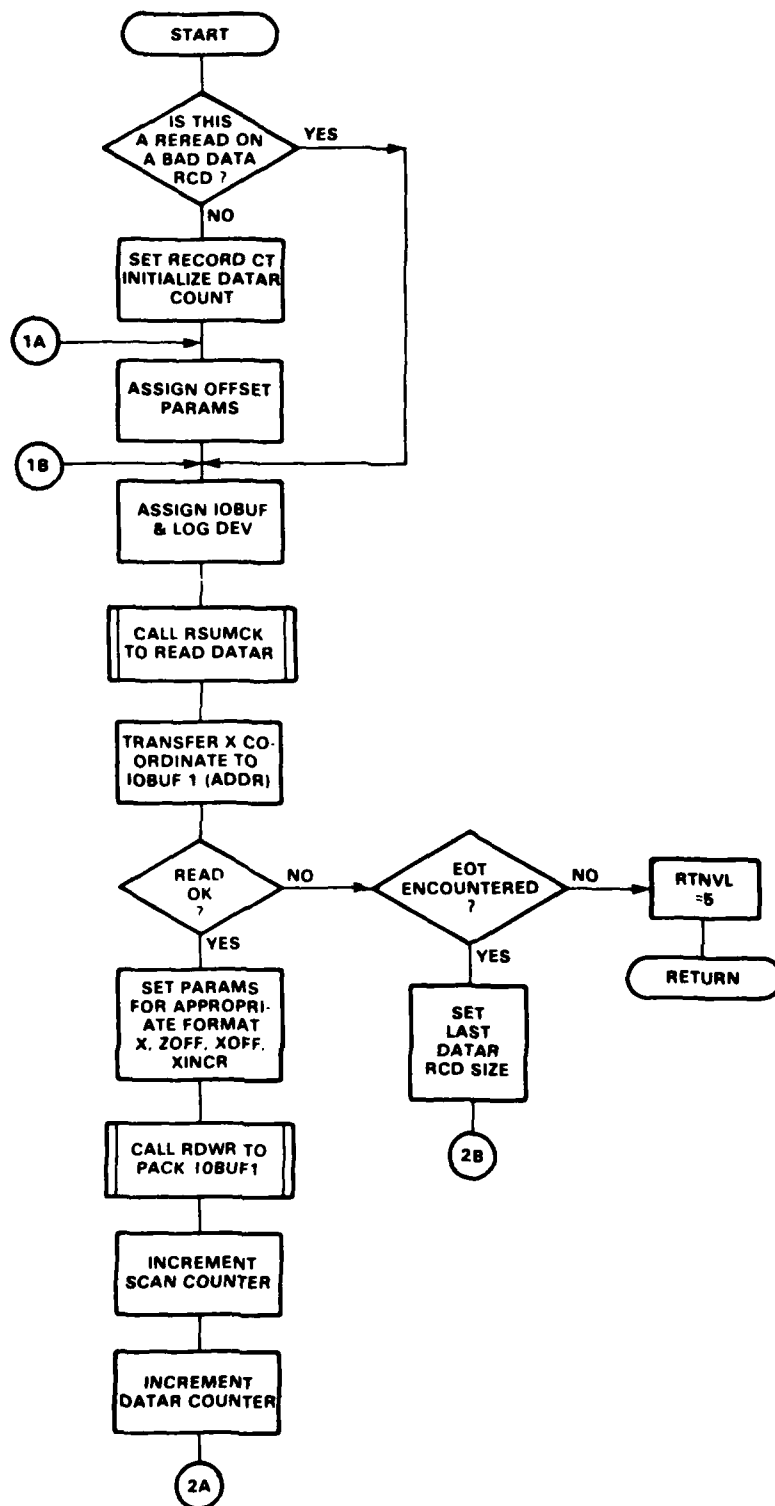 START
IS THIS
A REREAD ON
A BAD DATA
RCD ?
YES
NO
SET RECORD CT
INITIALIZE DATAR
COUNT
1A
ASSIGN OFFSET
PARAMS
1B
ASSIGN IOBUF
& LOG DEV
CALL RSUMCK
TO READ DATAR
TRANSFER X CO-
ORDINATE TO
IOBUF 1 (ADDR)
READ
OK
?
NO
YES
EOT
ENCOUNTERED
?
NO
YES
RTNVL
=5
RETURN
SET PARAMS
FOR APPROPRI-
ATE FORMAT
X, ZOFF, XOFF,
XINCR
SET
LAST
DATAR
RCD SIZE
2B
CALL RDWR TO
PACK IOBUF1
INCREMENT
SCAN COUNTER
INCREMENT
DATAR COUNTER
2A